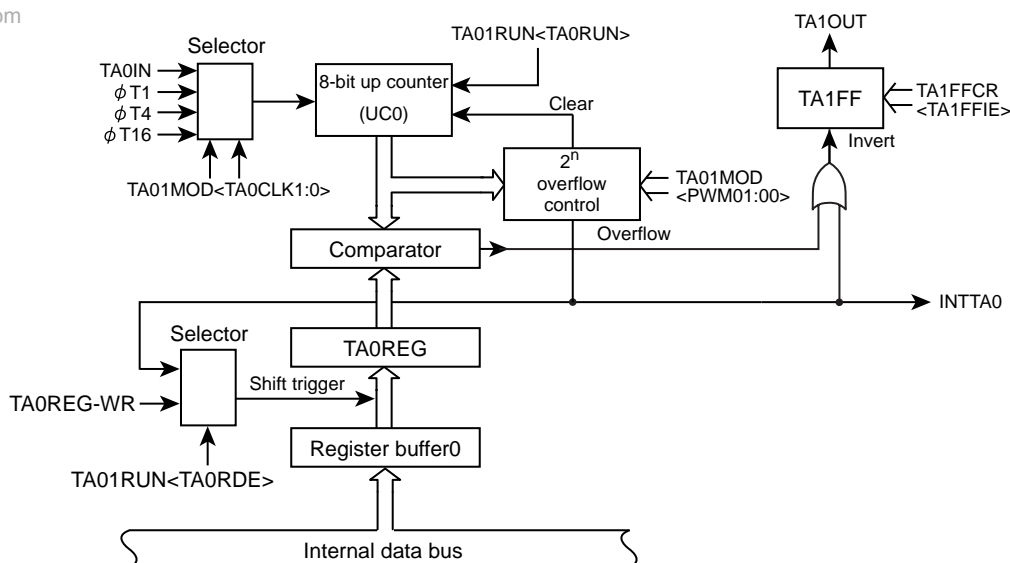 om
TA1OUT
TA01RUN<TA0RUN>
Selector
TA0IN
ϕT1
ϕT4
ϕT16
8-bit up counter
(UC0)
TA1FF
TA1FFCR
<TA1FFIE>
Clear
Invert
2ⁿ
overflow
control
TA01MOD
<PWM01:00>
TA01MOD<TA0CLK1:0>
Comparator
Overflow
INTTA0
Selector
TA0REG
Shift trigger
TA0REG-WR
Register buffer0
TA01RUN<TA0RDE>
Internal data bus